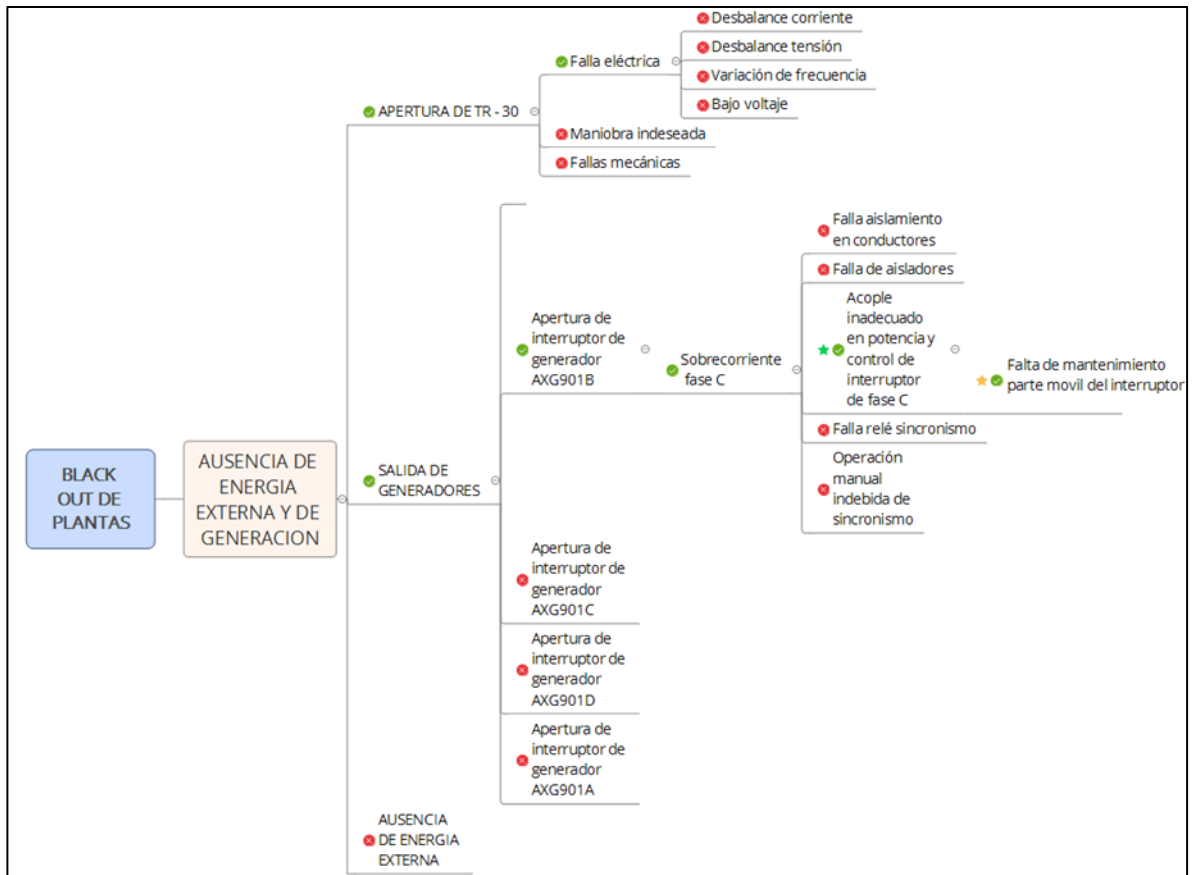 BLACK
OUT DE
PLANTAS
AUSENCIA DE
ENERGIA
EXTERNA Y DE
GENERACION
APERTURA DE TR - 30
Falla eléctrica
Desbalance corriente
Desbalance tensión
Variación de frecuencia
Bajo voltaje
Maniobra indeseada
Fallas mecánicas
SALIDA DE
GENERADORES
Apertura de
interruptor de
generador
AXG901B
Sobrecorriente
fase C
Falla aislamiento
en conductores
Falla de aisladores
Acople
inadecuado
en potencia y
control de
interruptor
de fase C
Falta de mantenimiento
parte movil del interruptor
Falla relé sincronismo
Operación
manual
indebida de
sincronismo
Apertura de
interruptor de
generador
AXG901C
Apertura de
interruptor de
generador
AXG901D
Apertura de
interruptor de
generador
AXG901A
AUSENCIA
DE ENERGIA
EXTERNA